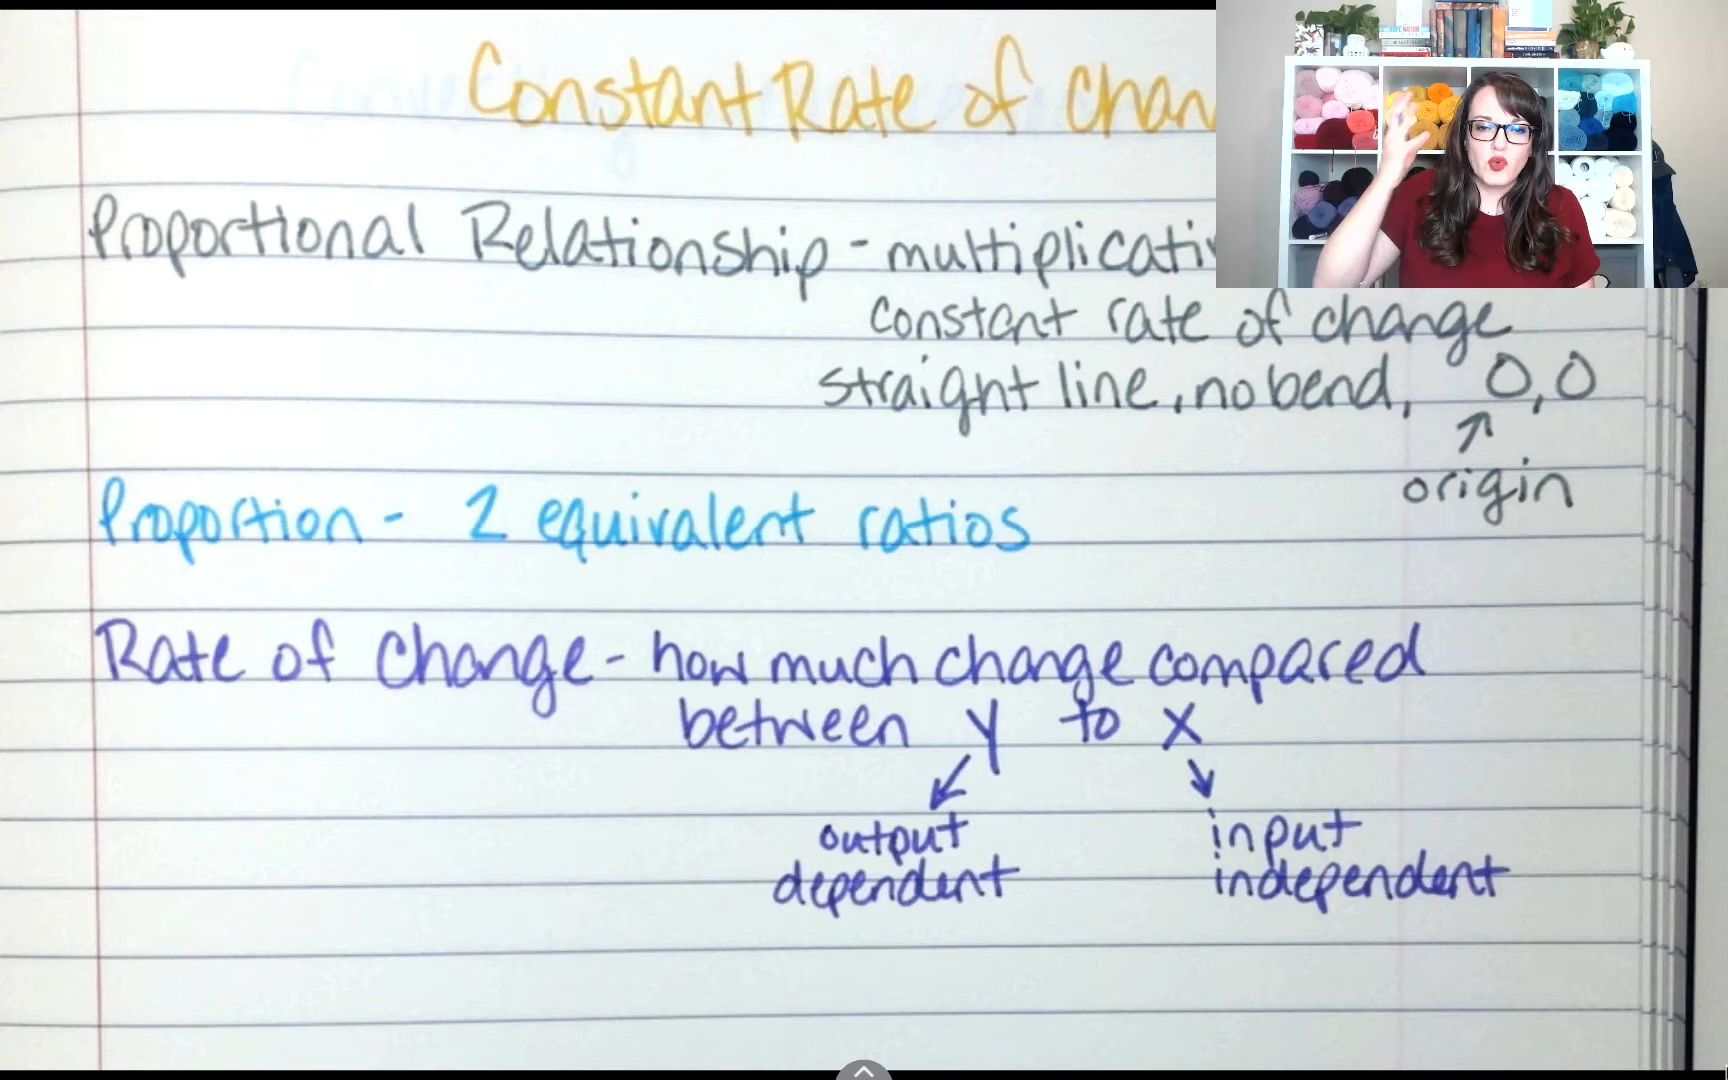 Constant Rate of Chan
Proportional Relationship - multiplicativ
constant rate of change
straight line, no bend, 0,0
origin
Proportion - 2 equivalent ratios
Rate of Change - how much change compared
between y to x
output input
dependent independent